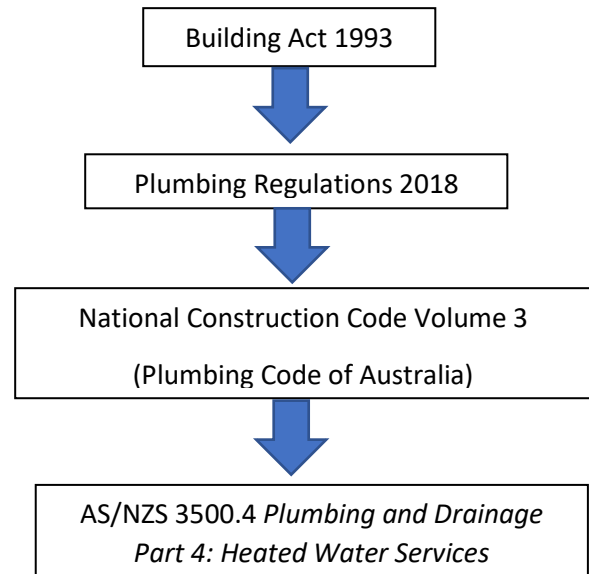 Building Act 1993
Plumbing Regulations 2018
National Construction Code Volume 3
(Plumbing Code of Australia)
AS/NZS 3500.4 Plumbing and Drainage
Part 4: Heated Water Services